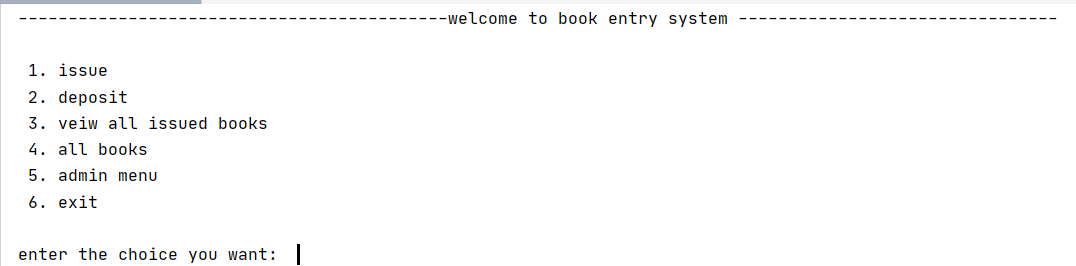 -------------------------------------------welcome to book entry system --------------------------------
1. issue
2. deposit
3. veiw all issued books
4. all books
5. admin menu
6. exit
enter the choice you want: